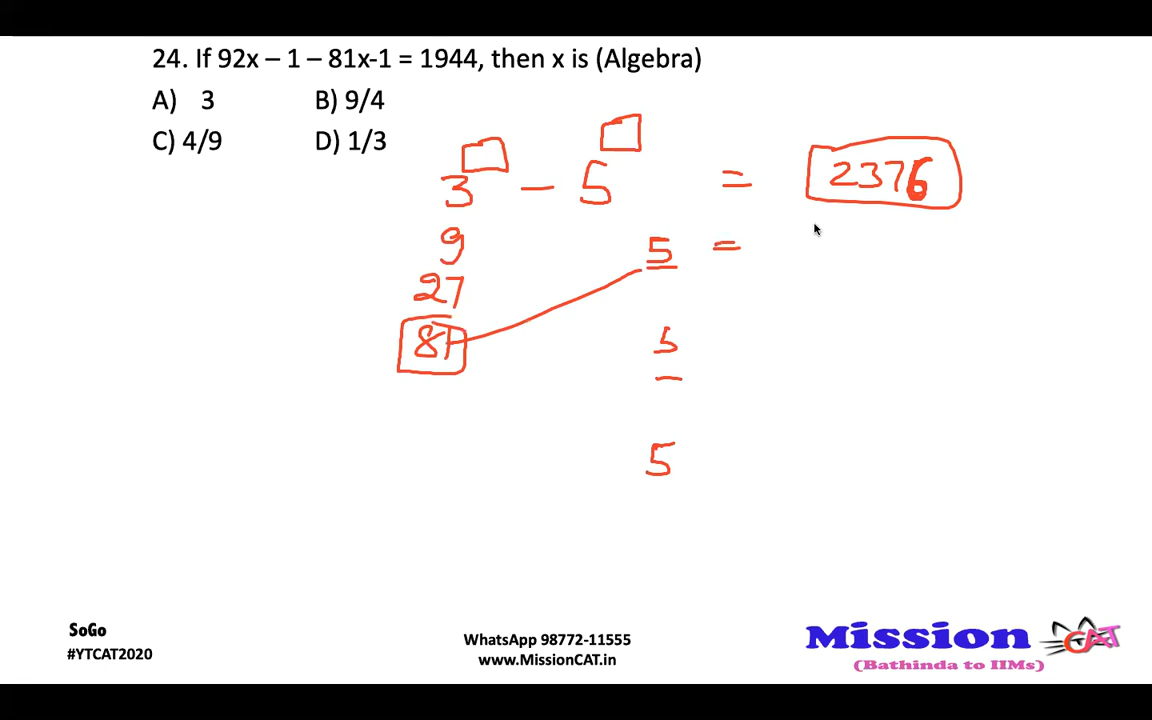 24. If 92x – 1 – 81x-1 = 1944, then x is (Algebra)
A) 3 B) 9/4
C) 4/9 D) 1/3
3 – 5 = 2376
9
5 =
27
81
5
5
SoGo
#YTCAT2020
WhatsApp 98772-11555
www.MissionCAT.in
Mission CAT
(Bathinda to IIMs)